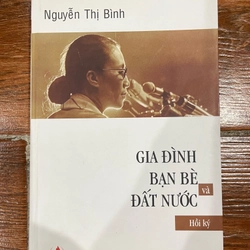 Nguyễn Thị Bình
GIA ĐÌNH
BẠN BÈ
và
ĐẤT NƯỚC
Hồi ký